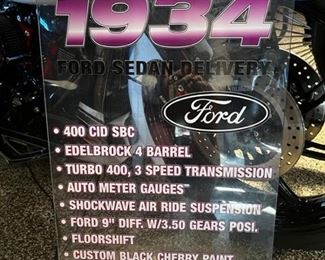 1934
FORD SEDAN DELIVERY
Ford
• 400 CID SBC
• EDELBROCK 4 BARREL
• TURBO 400, 3 SPEED TRANSMISSION
• AUTO METER GAUGES™
• SHOCKWAVE AIR RIDE SUSPENSION
• FORD 9" DIFF. W/3.50 GEARS POSI.
• FLOORSHIFT
• CUSTOM BLACK CHERRY PAINT